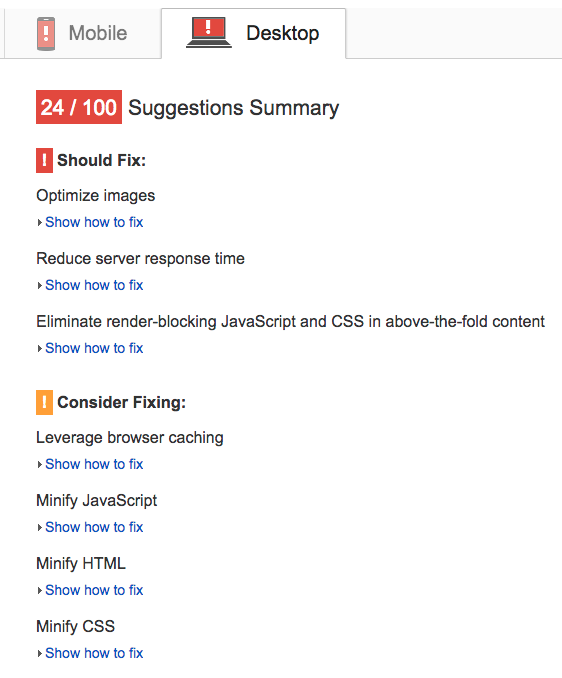 Mobile
Desktop
24 / 100 Suggestions Summary
! Should Fix:
Optimize images
Show how to fix
Reduce server response time
Show how to fix
Eliminate render-blocking JavaScript and CSS in above-the-fold content
Show how to fix
! Consider Fixing:
Leverage browser caching
Show how to fix
Minify JavaScript
Show how to fix
Minify HTML
Show how to fix
Minify CSS
Show how to fix